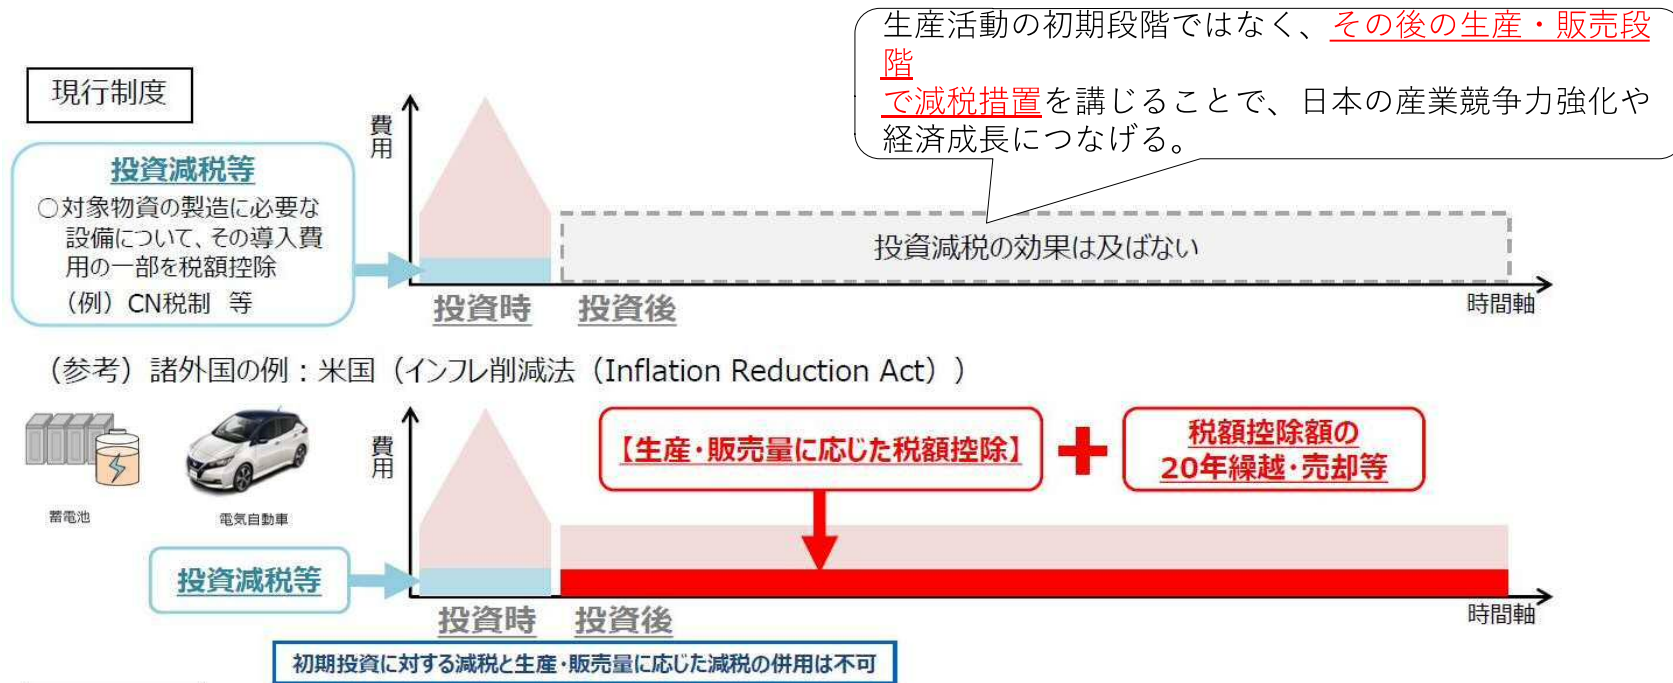 生産活動の初期段階ではなく、その後の生産・販売段
階
で減税措置を講じることで、日本の産業競争力強化や
経済成長につなげる。
現行制度
費用
投資減税等
○対象物資の製造に必要な
設備について、その導入費
用の一部を税額控除
（例）CN税制 等
投資減税の効果は及ばない
投資時 投資後
時間軸
（参考）諸外国の例：米国（インフレ削減法（Inflation Reduction Act））
費用
【生産・販売量に応じた税額控除】
税額控除額の
20年繰越・売却等
蓄電池
電気自動車
投資減税等
投資時 投資後
時間軸
初期投資に対する減税と生産・販売量に応じた減税の併用は不可